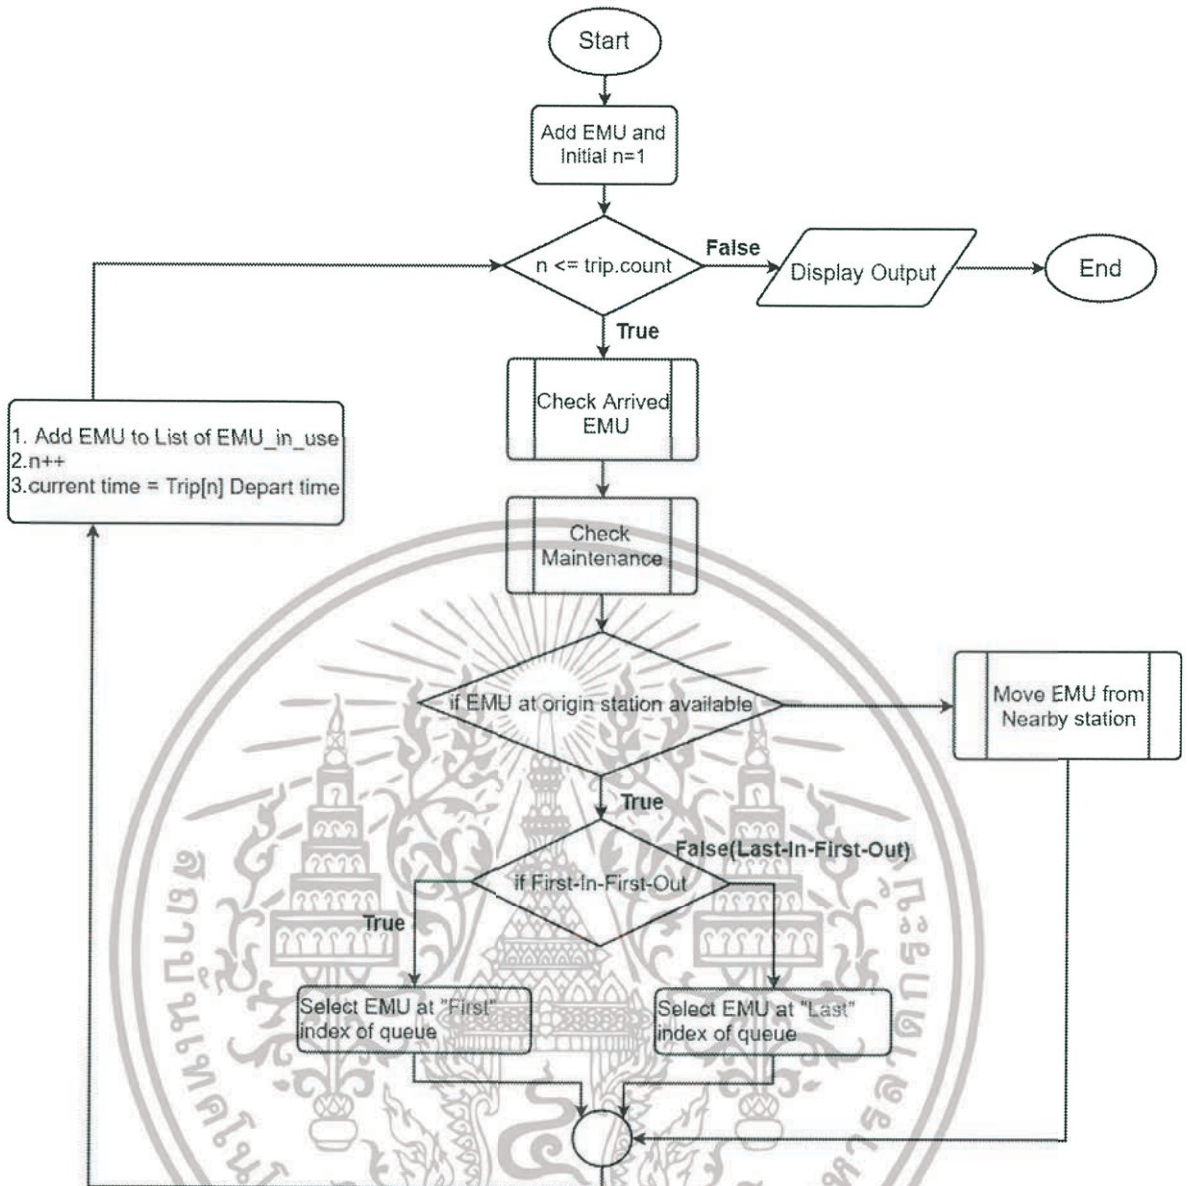 Start
Add EMU and
Initial n=1
n <= trip.count
False
Display Output
End
True
Check Arrived
EMU
1. Add EMU to List of EMU_in_use
2.n++
3.current time = Trip[n] Depart time
Check
Maintenance
if EMU at origin station available
Move EMU from
Nearby station
True
False(Last-In-First-Out)
if First-In-First-Out
True
Select EMU at "First"
index of queue
Select EMU at "Last"
index of queue